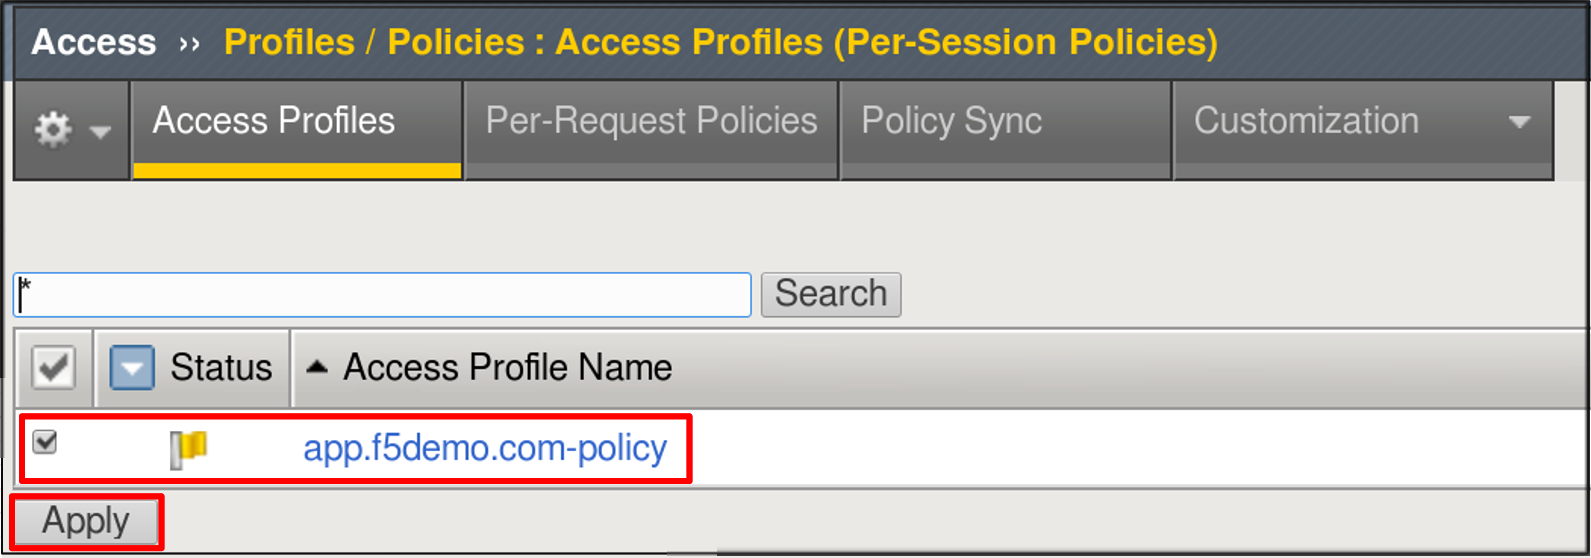 Access ›› Profiles / Policies : Access Profiles (Per-Session Policies)
Access Profiles Per-Request Policies Policy Sync Customization
* Search
Status Access Profile Name
app.f5demo.com-policy
Apply